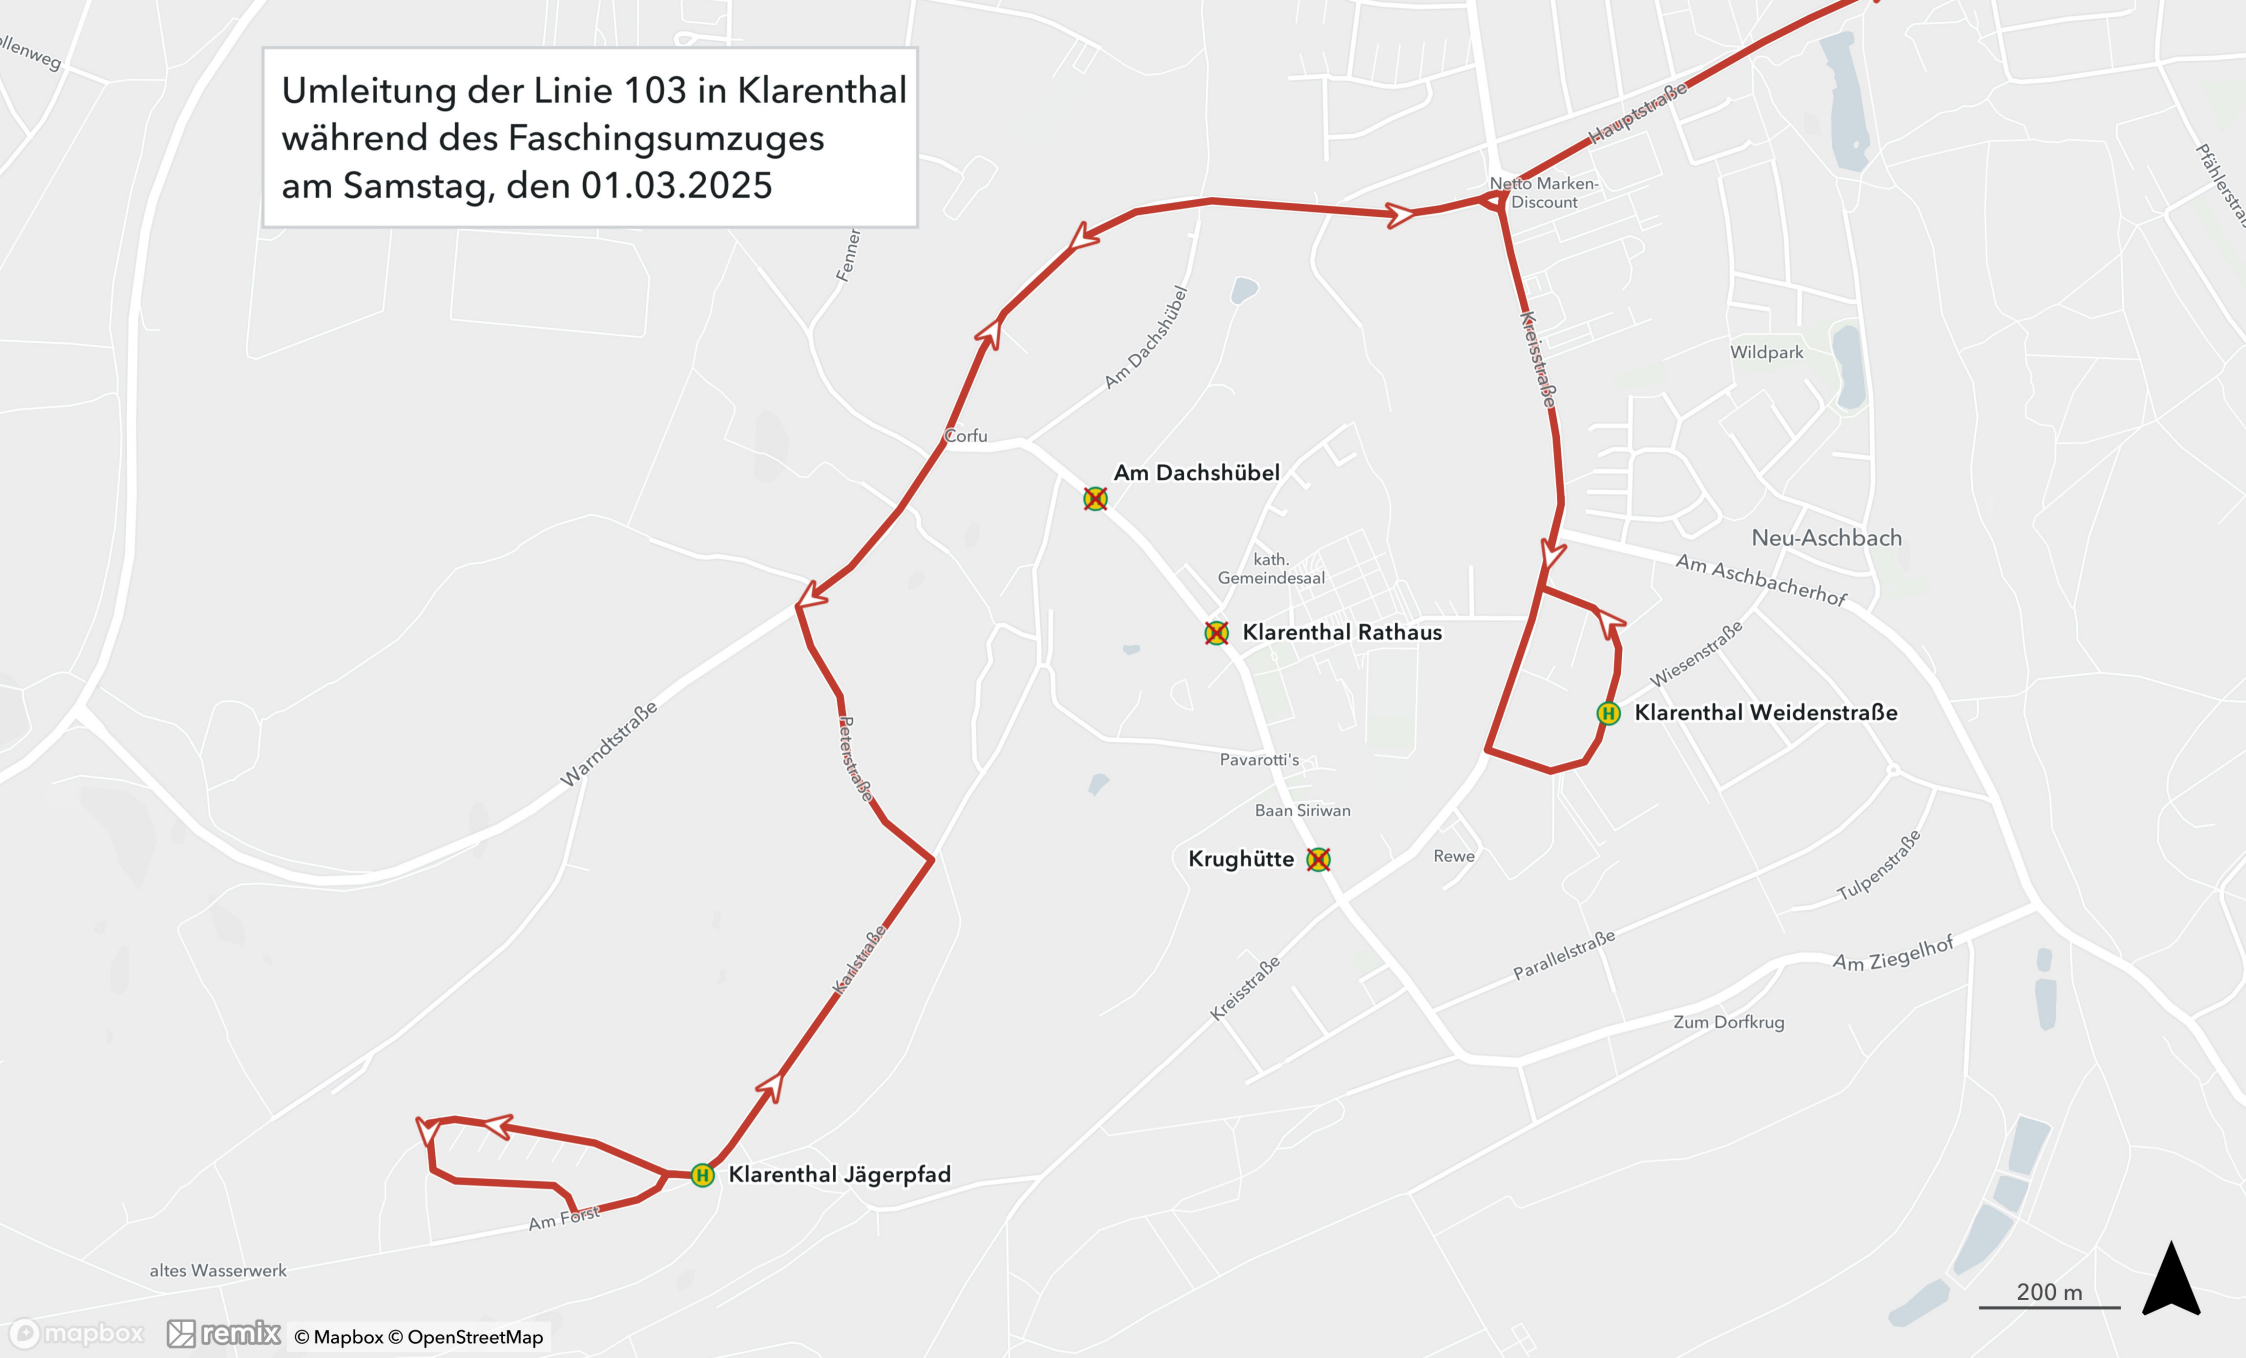 ollenweg
Umleitung der Linie 103 in Klarenthal
während des Faschingsumzuges
am Samstag, den 01.03.2025
Hauptstraße
Pfählerstraß
Netto Marken-
Discount
Fenner
Am Dachshübel
Kreisstraße
Wildpark
Corfu
Am Dachshübel
Neu-Aschbach
kath.
Gemeindesaal
Am Aschbacherhof
Klarenthal Rathaus
Wiesenstraße
Klarenthal Weidenstraße
H
Warndtstraße
Peterstraße
Pavarotti's
Baan Siriwan
Krughütte
Rewe
Tulpenstraße
Karlstraße
Parallelstraße
Am Ziegelhof
Kreisstraße
Zum Dorfkrug
H
Klarenthal Jägerpfad
Am Forst
altes Wasserwerk
200 m
mapbox
remix
© Mapbox © OpenStreetMap